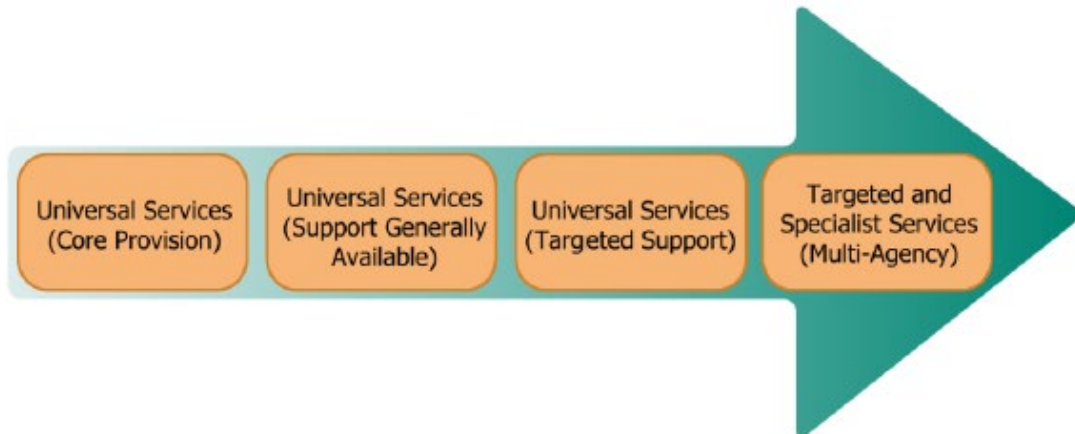 Universal Services
(Core Provision)
Universal Services
(Support Generally
Available)
Universal Services
(Targeted Support)
Targeted and
Specialist Services
(Multi-Agency)